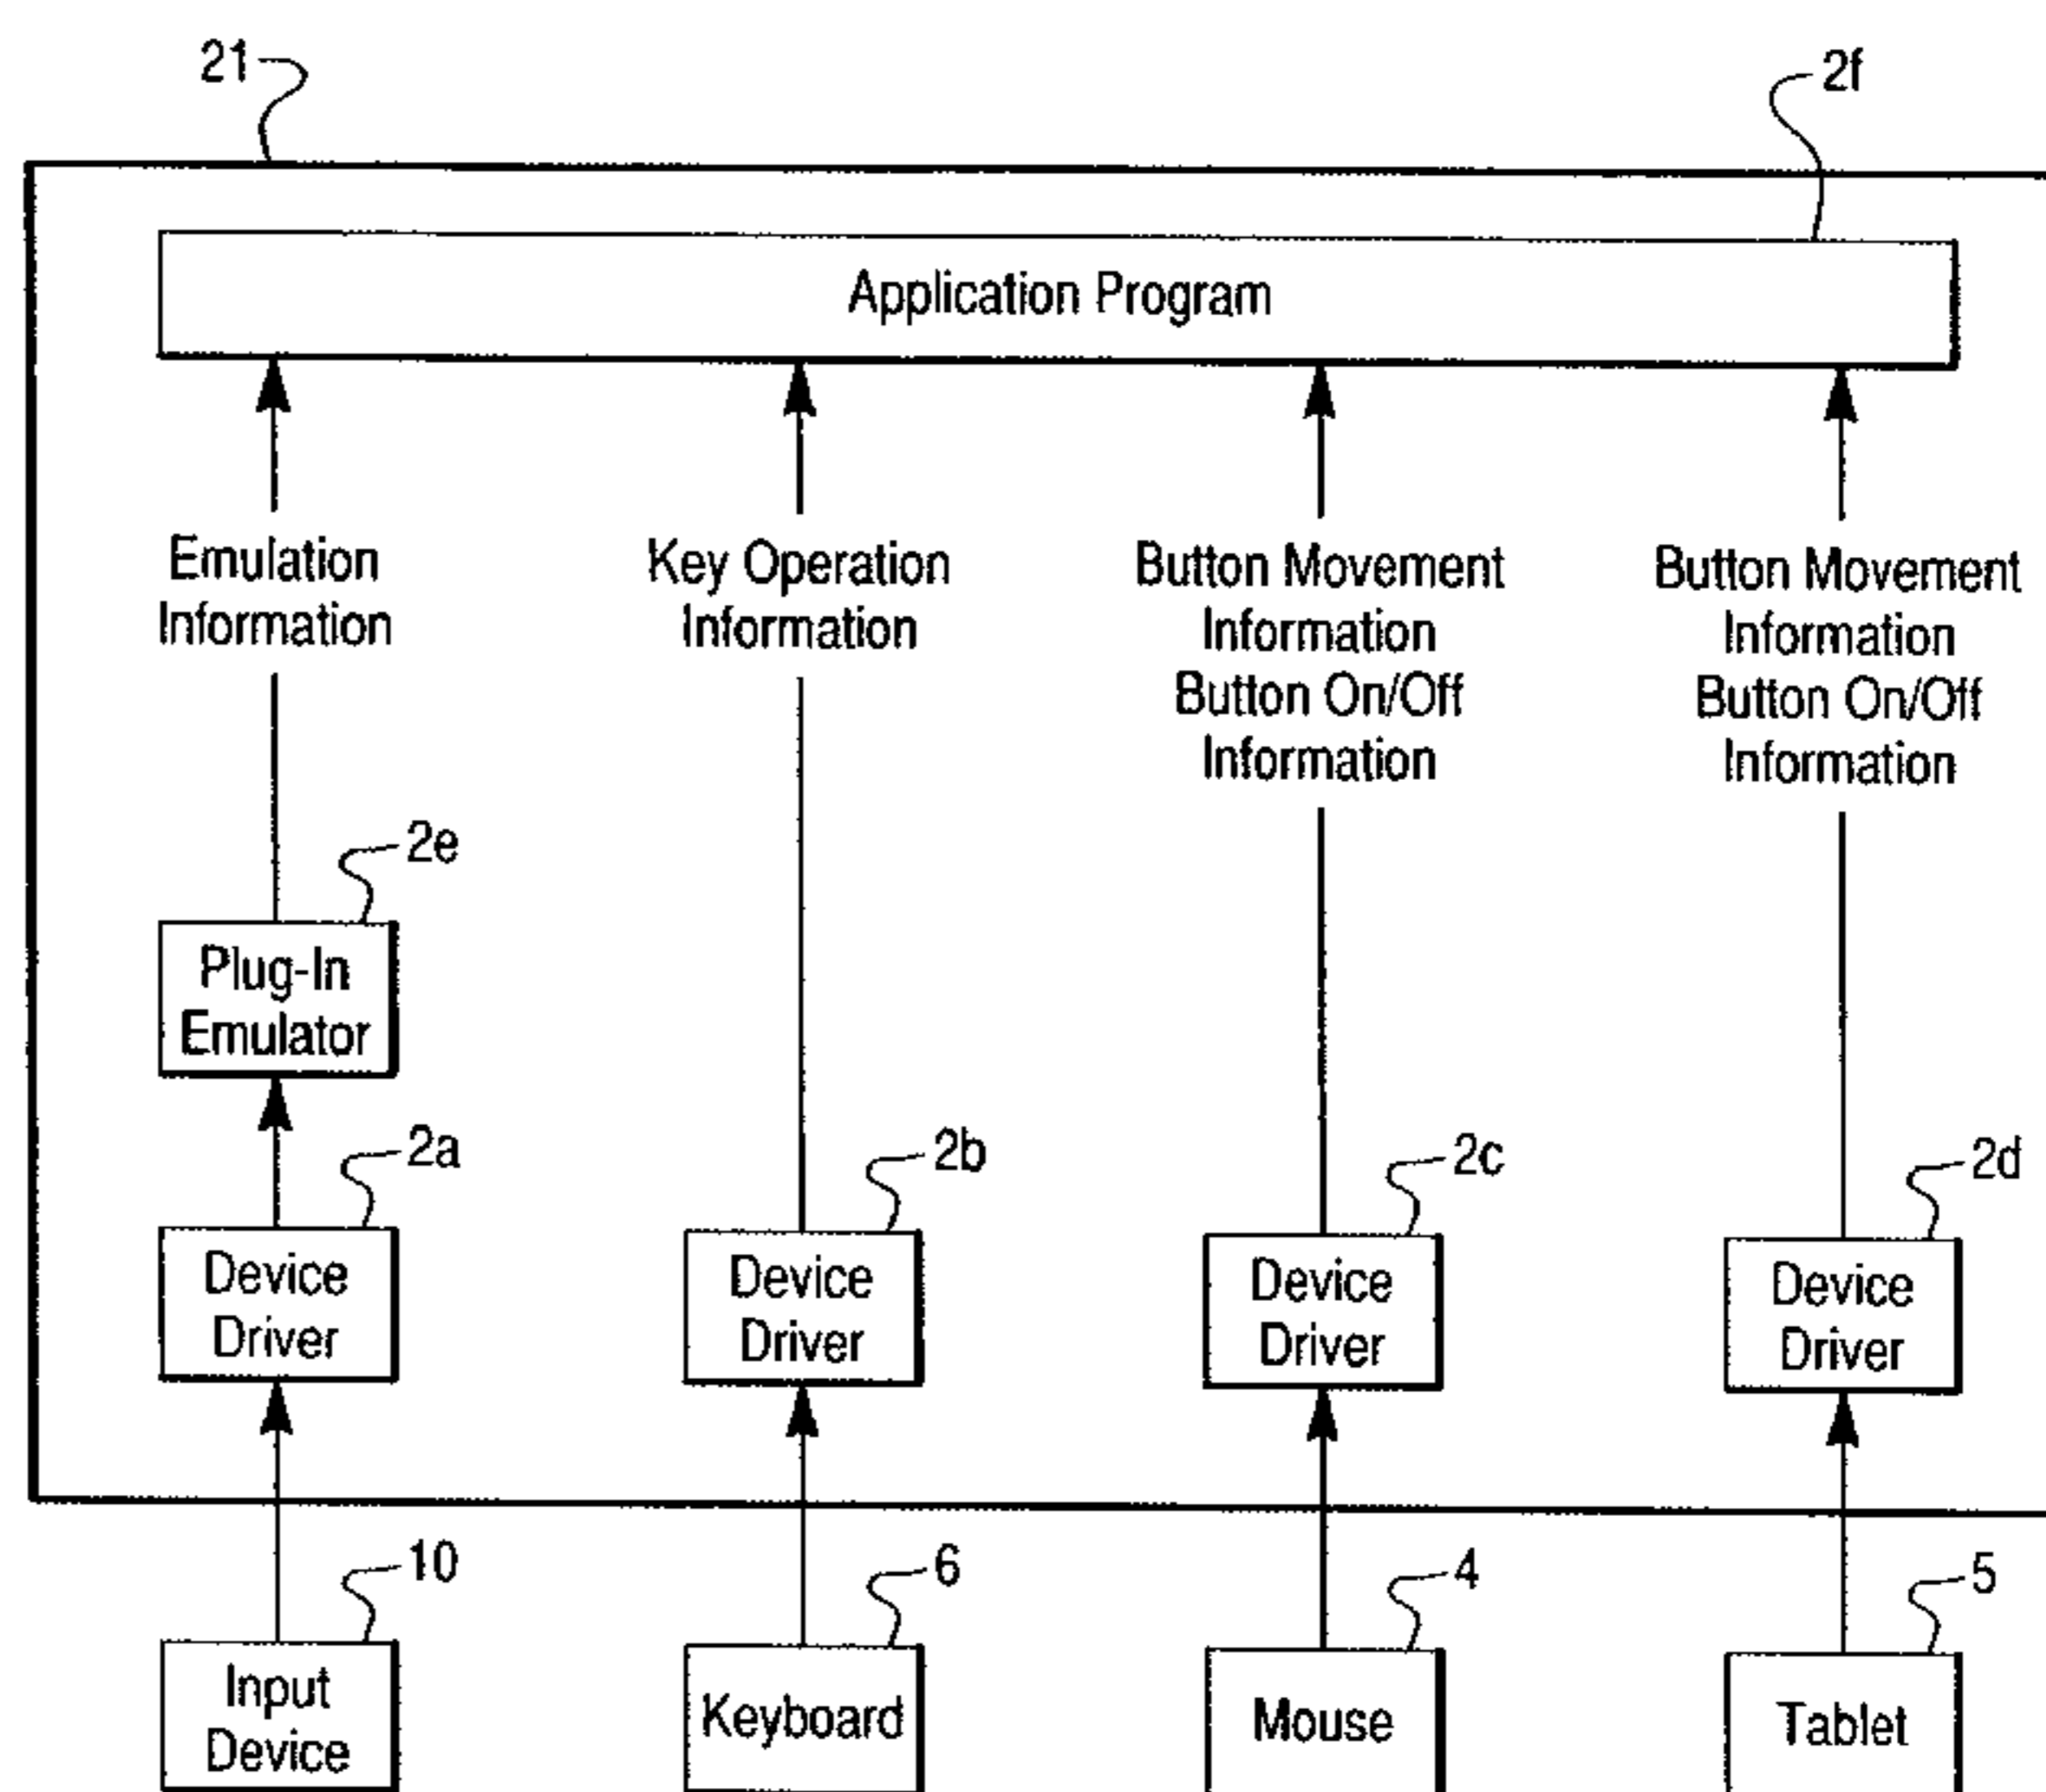 21
2f
Application Program
Emulation
Information
Key Operation
Information
Button Movement
Information
Button On/Off
Information
Button Movement
Information
Button On/Off
Information
2e
Plug-In
Emulator
2a
2b
2c
2d
Device
Driver
Device
Driver
Device
Driver
Device
Driver
10
6
4
5
Input
Device
Keyboard
Mouse
Tablet